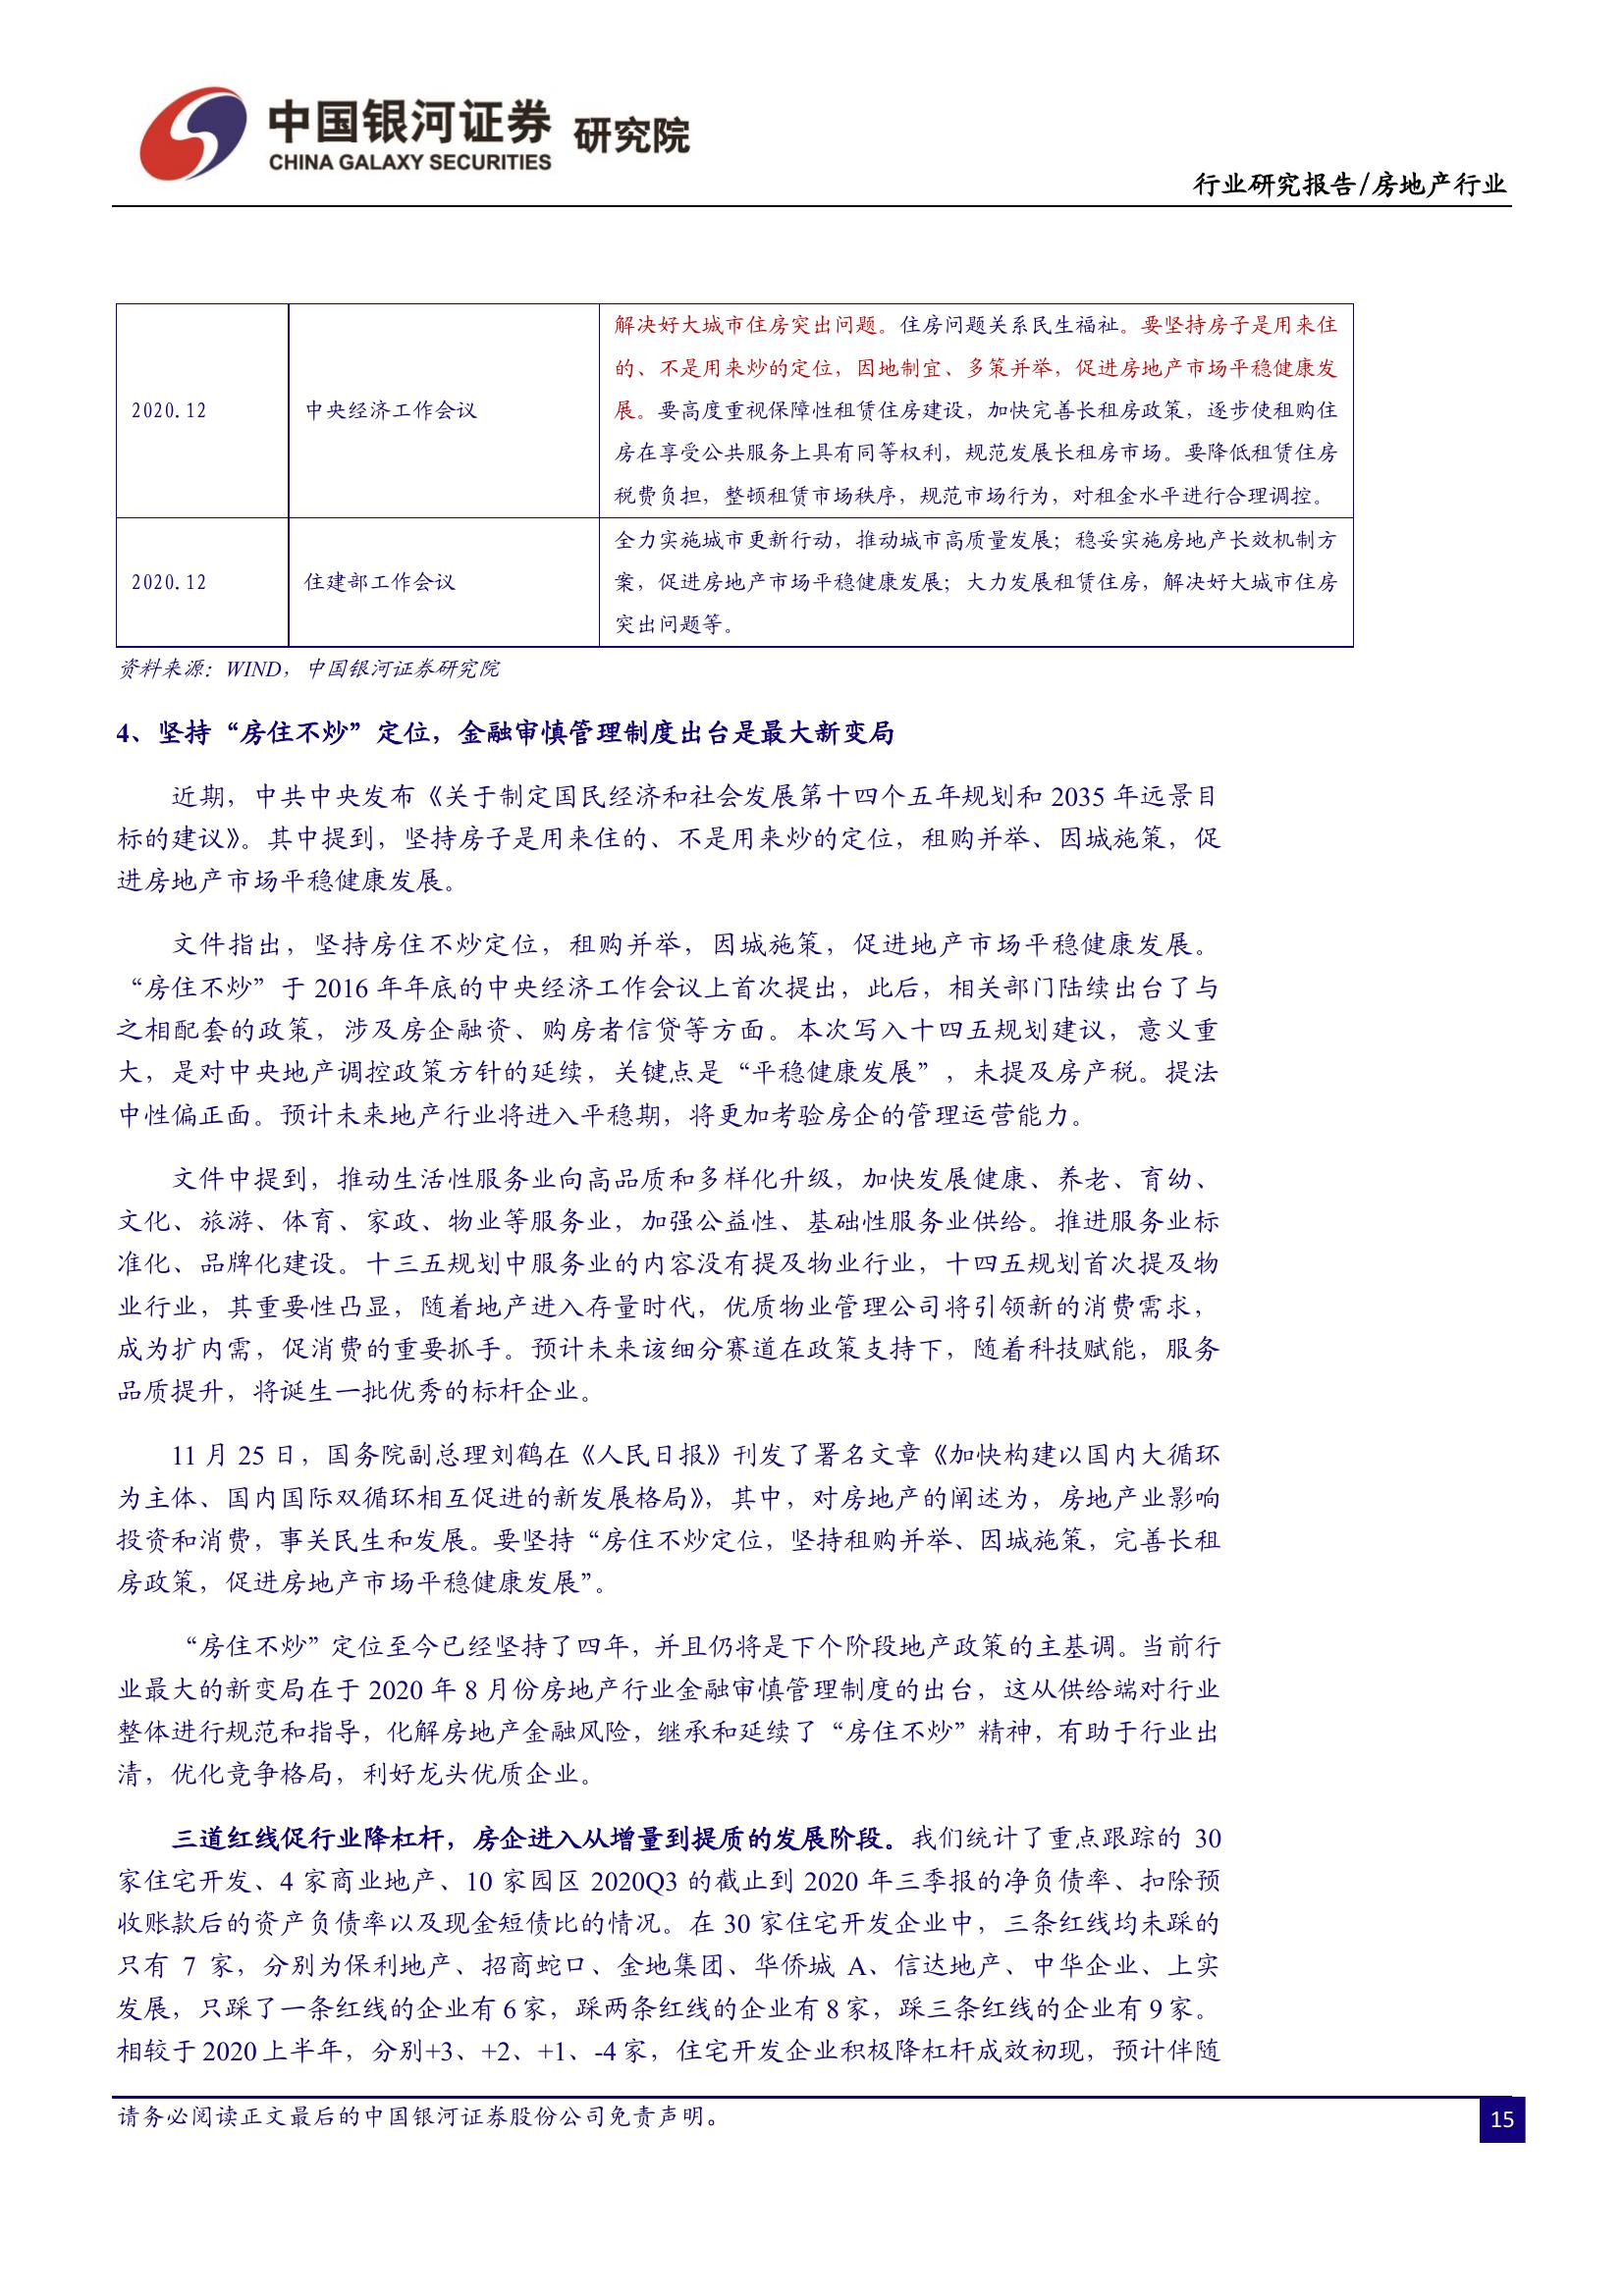 中国银河证券 研究院
CHINA GALAXY SECURITIES
行业研究报告/房地产行业
解决好大城市住房突出问题。住房问题关系民生福祉。要坚持房子是用来住
的、不是用来炒的定位，因地制宜、多策并举，促进房地产市场平稳健康发
2020.12 中央经济工作会议 展。要高度重视保障性租赁住房建设，加快完善长租房政策，逐步使租购住
房在享受公共服务上具有同等权利，规范发展长租房市场。要降低租赁住房
税费负担，整顿租赁市场秩序，规范市场行为，对租金水平进行合理调控。
全力实施城市更新行动，推动城市高质量发展；稳妥实施房地产长效机制方
2020.12 住建部工作会议 案，促进房地产市场平稳健康发展；大力发展租赁住房，解决好大城市住房
突出问题等。
资料来源：WIND，中国银河证券研究院
4、坚持“房住不炒”定位，金融审慎管理制度出台是最大新变局
近期，中共中央发布《关于制定国民经济和社会发展第十四个五年规划和 2035 年远景目
标的建议》。其中提到，坚持房子是用来住的、不是用来炒的定位，租购并举、因城施策，促
进房地产市场平稳健康发展。
文件指出，坚持房住不炒定位，租购并举，因城施策，促进地产市场平稳健康发展。
“房住不炒”于 2016 年年底的中央经济工作会议上首次提出，此后，相关部门陆续出台了与
之相配套的政策，涉及房企融资、购房者信贷等方面。本次写入十四五规划建议，意义重
大，是对中央地产调控政策方针的延续，关键点是“平稳健康发展”，未提及房产税。提法
中性偏正面。预计未来地产行业将进入平稳期，将更加考验房企的管理运营能力。
文件中提到，推动生活性服务业向高品质和多样化升级，加快发展健康、养老、育幼、
文化、旅游、体育、家政、物业等服务业，加强公益性、基础性服务业供给。推进服务业标
准化、品牌化建设。十三五规划中服务业的内容没有提及物业行业，十四五规划首次提及物
业行业，其重要性凸显，随着地产进入存量时代，优质物业管理公司将引领新的消费需求，
成为扩内需，促消费的重要抓手。预计未来该细分赛道在政策支持下，随着科技赋能，服务
品质提升，将诞生一批优秀的标杆企业。
11 月 25 日，国务院副总理刘鹤在《人民日报》刊发了署名文章《加快构建以国内大循环
为主体、国内国际双循环相互促进的新发展格局》，其中，对房地产的阐述为，房地产业影响
投资和消费，事关民生和发展。要坚持“房住不炒定位，坚持租购并举、因城施策，完善长租
房政策，促进房地产市场平稳健康发展”。
“房住不炒”定位至今已经坚持了四年，并且仍将是下个阶段地产政策的主基调。当前行
业最大的新变局在于 2020 年 8 月份房地产行业金融审慎管理制度的出台，这从供给端对行业
整体进行规范和指导，化解房地产金融风险，继承和延续了“房住不炒”精神，有助于行业出
清，优化竞争格局，利好龙头优质企业。
三道红线促行业降杠杆，房企进入从增量到提质的发展阶段。我们统计了重点跟踪的 30
家住宅开发、4 家商业地产、10 家园区 2020Q3 的截止到 2020 年三季报的净负债率、扣除预
收账款后的资产负债率以及现金短债比的情况。在 30 家住宅开发企业中，三条红线均未踩的
只有 7 家，分别为保利地产、招商蛇口、金地集团、华侨城 A、信达地产、中华企业、上实
发展，只踩了一条红线的企业有 6 家，踩两条红线的企业有 8 家，踩三条红线的企业有 9 家。
相较于 2020 上半年，分别+3、+2、+1、-4 家，住宅开发企业积极降杠杆成效初现，预计伴随
请务必阅读正文最后的中国银河证券股份公司免责声明。
15